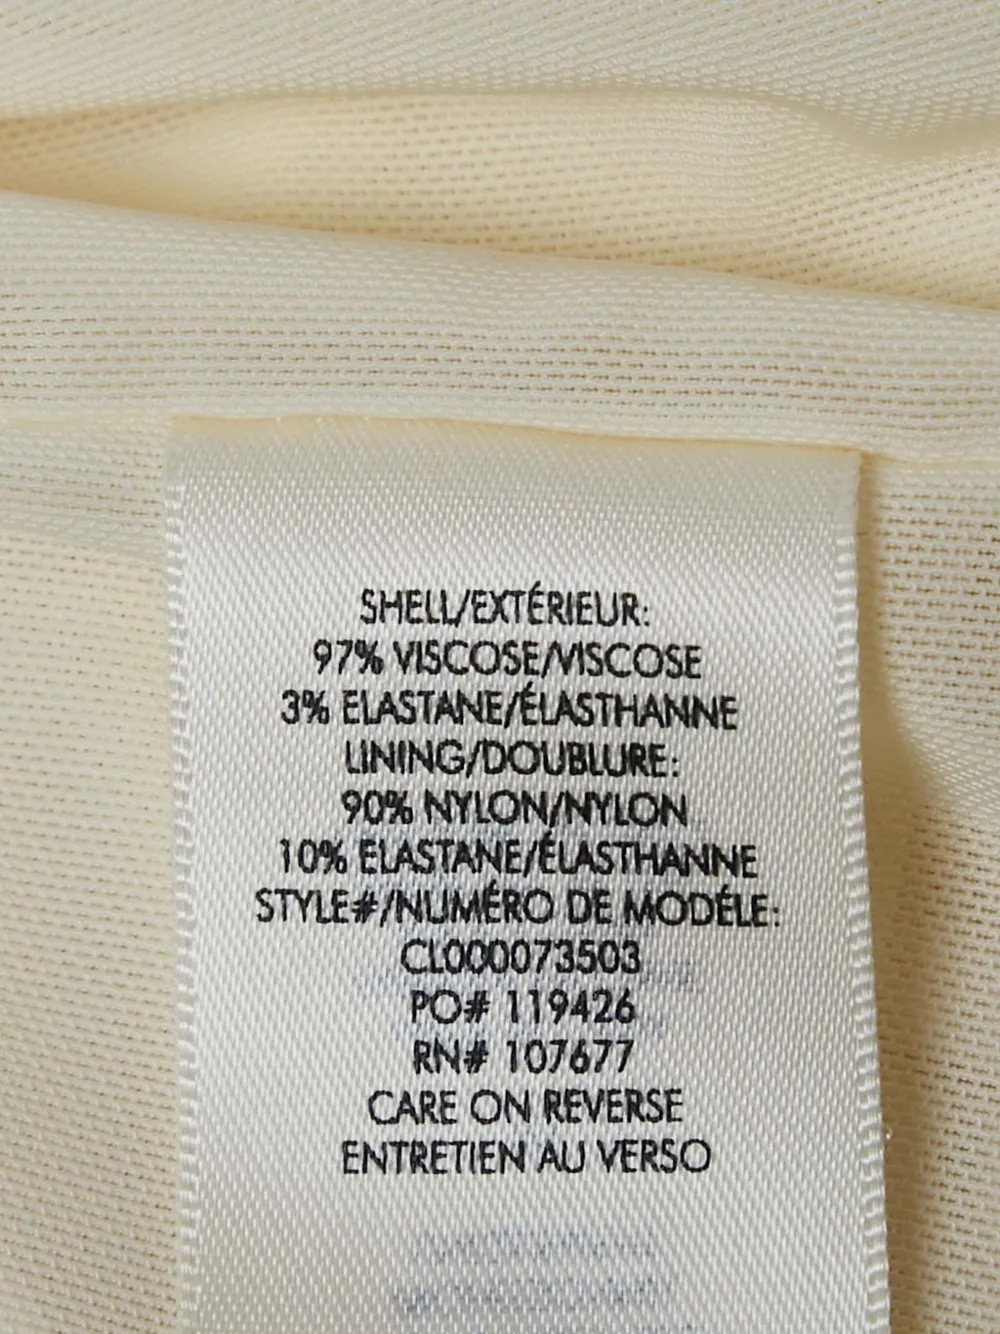 SHELL/EXTÉRIEUR:
97% VISCOSE/VISCOSE
3% ELASTANE/ÉLASTHANNE
LINING/DOUBLURE:
90% NYLON/NYLON
10% ELASTANE/ÉLASTHANNE
STYLE#/NUMÉRO DE MODÉLE:
CL000073503
PO# 119426
RN# 107677
CARE ON REVERSE
ENTRETIEN AU VERSO